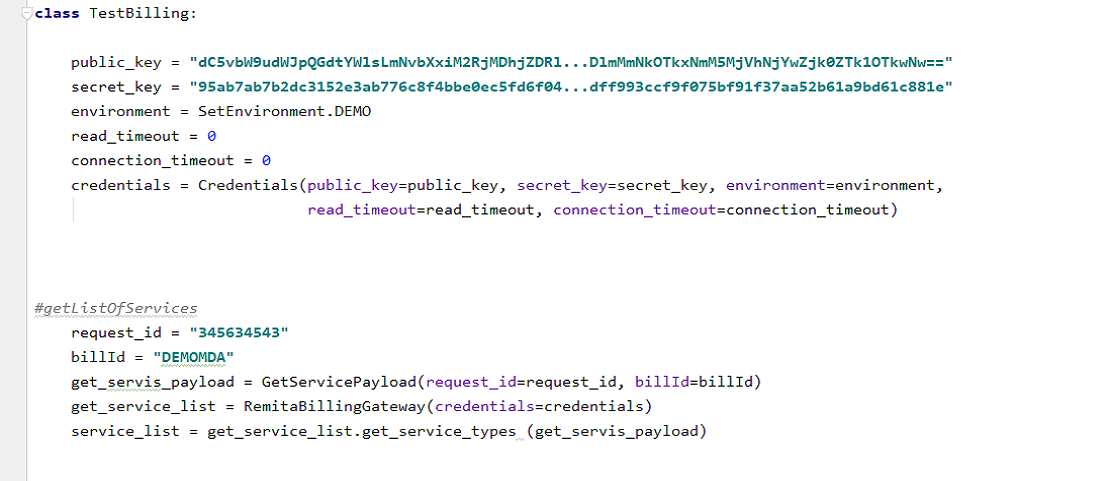 class TestBilling:
public_key = "dC5vbW9udWJpQGdtYWlsLmNvbXxiM2RjMDhjZDRl...DlmMmNkOTkxNmM5MjVhNjYwZjk0ZTk1OTkwNw=="
secret_key = "95ab7ab7b2dc3152e3ab776c8f4bbe0ec5fd6f04...dff993ccf9f075bf91f37aa52b61a9bd61c881e"
environment = SetEnvironment.DEMO
read_timeout = 0
connection_timeout = 0
credentials = Credentials(public_key=public_key, secret_key=secret_key, environment=environment,
read_timeout=read_timeout, connection_timeout=connection_timeout)
#getListOfServices
request_id = "345634543"
billId = "DEMOMDA"
get_servis_payload = GetServicePayload(request_id=request_id, billId=billId)
get_service_list = RemitaBillingGateway(credentials=credentials)
service_list = get_service_list.get_service_types (get_servis_payload)